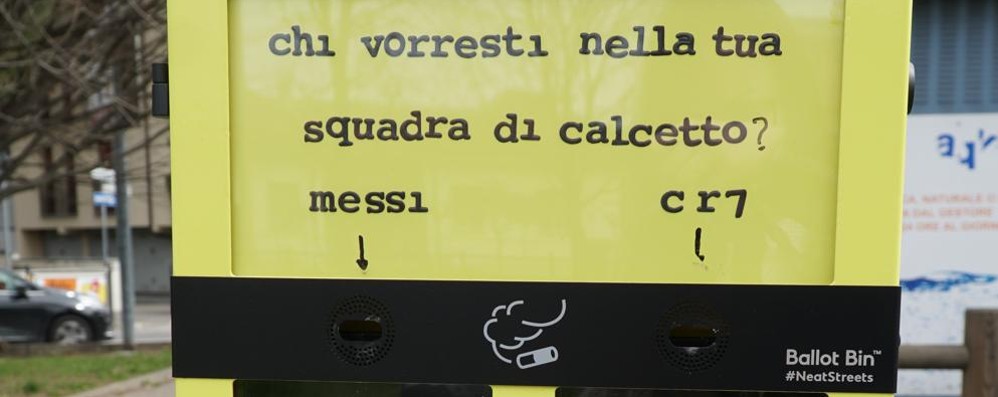 chi vorresti nella tua
squadra di calcetto?
messi cr7
Ballot Bin™
#NeatStreets